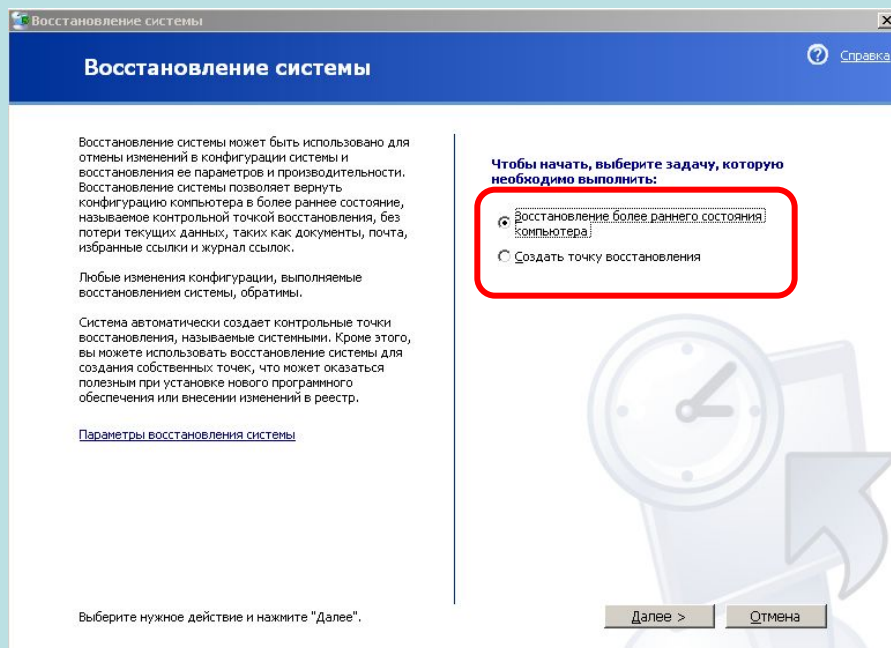 Восстановление системы
Восстановление системы
Справка
Восстановление системы может быть использовано для
отмены изменений в конфигурации системы и
восстановления ее параметров и производительности.
Восстановление системы позволяет вернуть
конфигурацию компьютера в более раннее состояние,
называемое контрольной точкой восстановления, без
потери текущих данных, таких как документы, почта,
избранные ссылки и журнал ссылок.
Любые изменения конфигурации, выполняемые
восстановлением системы, обратимы.
Система автоматически создает контрольные точки
восстановления, называемые системными. Кроме этого,
вы можете использовать восстановление системы для
создания собственных точек, что может оказаться
полезным при установке нового программного
обеспечения или внесении изменений в реестр.
Параметры восстановления системы
Чтобы начать, выберите задачу, которую
необходимо выполнить:
Восстановление более раннего состояния
компьютера
Создать точку восстановления
Выберите нужное действие и нажмите "Далее".
Далее >
Отмена